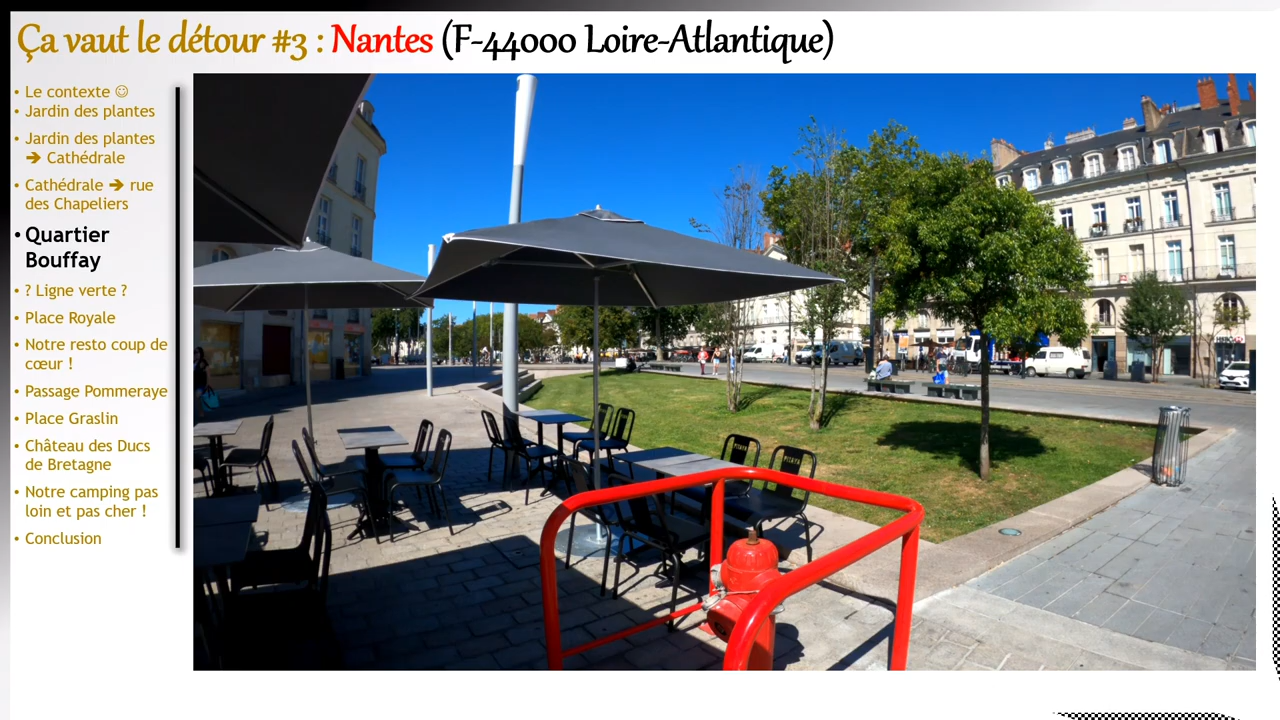 Ça vaut le détour #3 : Nantes (F-44000 Loire-Atlantique)
• Le contexte ☺
• Jardin des plantes
• Jardin des plantes
➔ Cathédrale
• Cathédrale ➔ rue
des Chapeliers
• Quartier
Bouffay
• ? Ligne verte ?
• Place Royale
• Notre resto coup de
cœur !
• Passage Pommeraye
• Place Graslin
• Château des Ducs
de Bretagne
• Notre camping pas
loin et pas cher !
• Conclusion